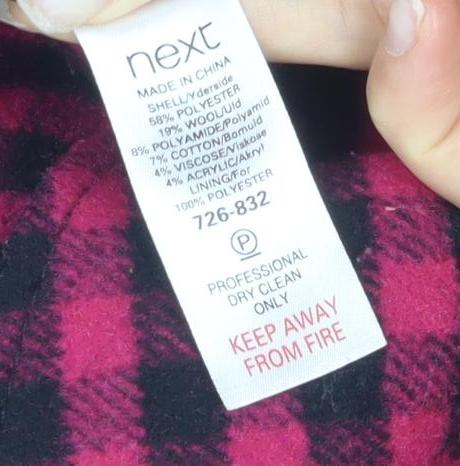 next
MADE IN CHINA
SHELL/Yderside
58% POLYESTER
19% WOOL/Uld
8% POLYAMIDE/Polyamid
7% COTTON/Bomuld
4% VISCOSE/Viskose
4% ACRYLIC/Akryl
LINING/For
100% POLYESTER
726-832
P
PROFESSIONAL
DRY CLEAN
ONLY
KEEP AWAY
FROM FIRE